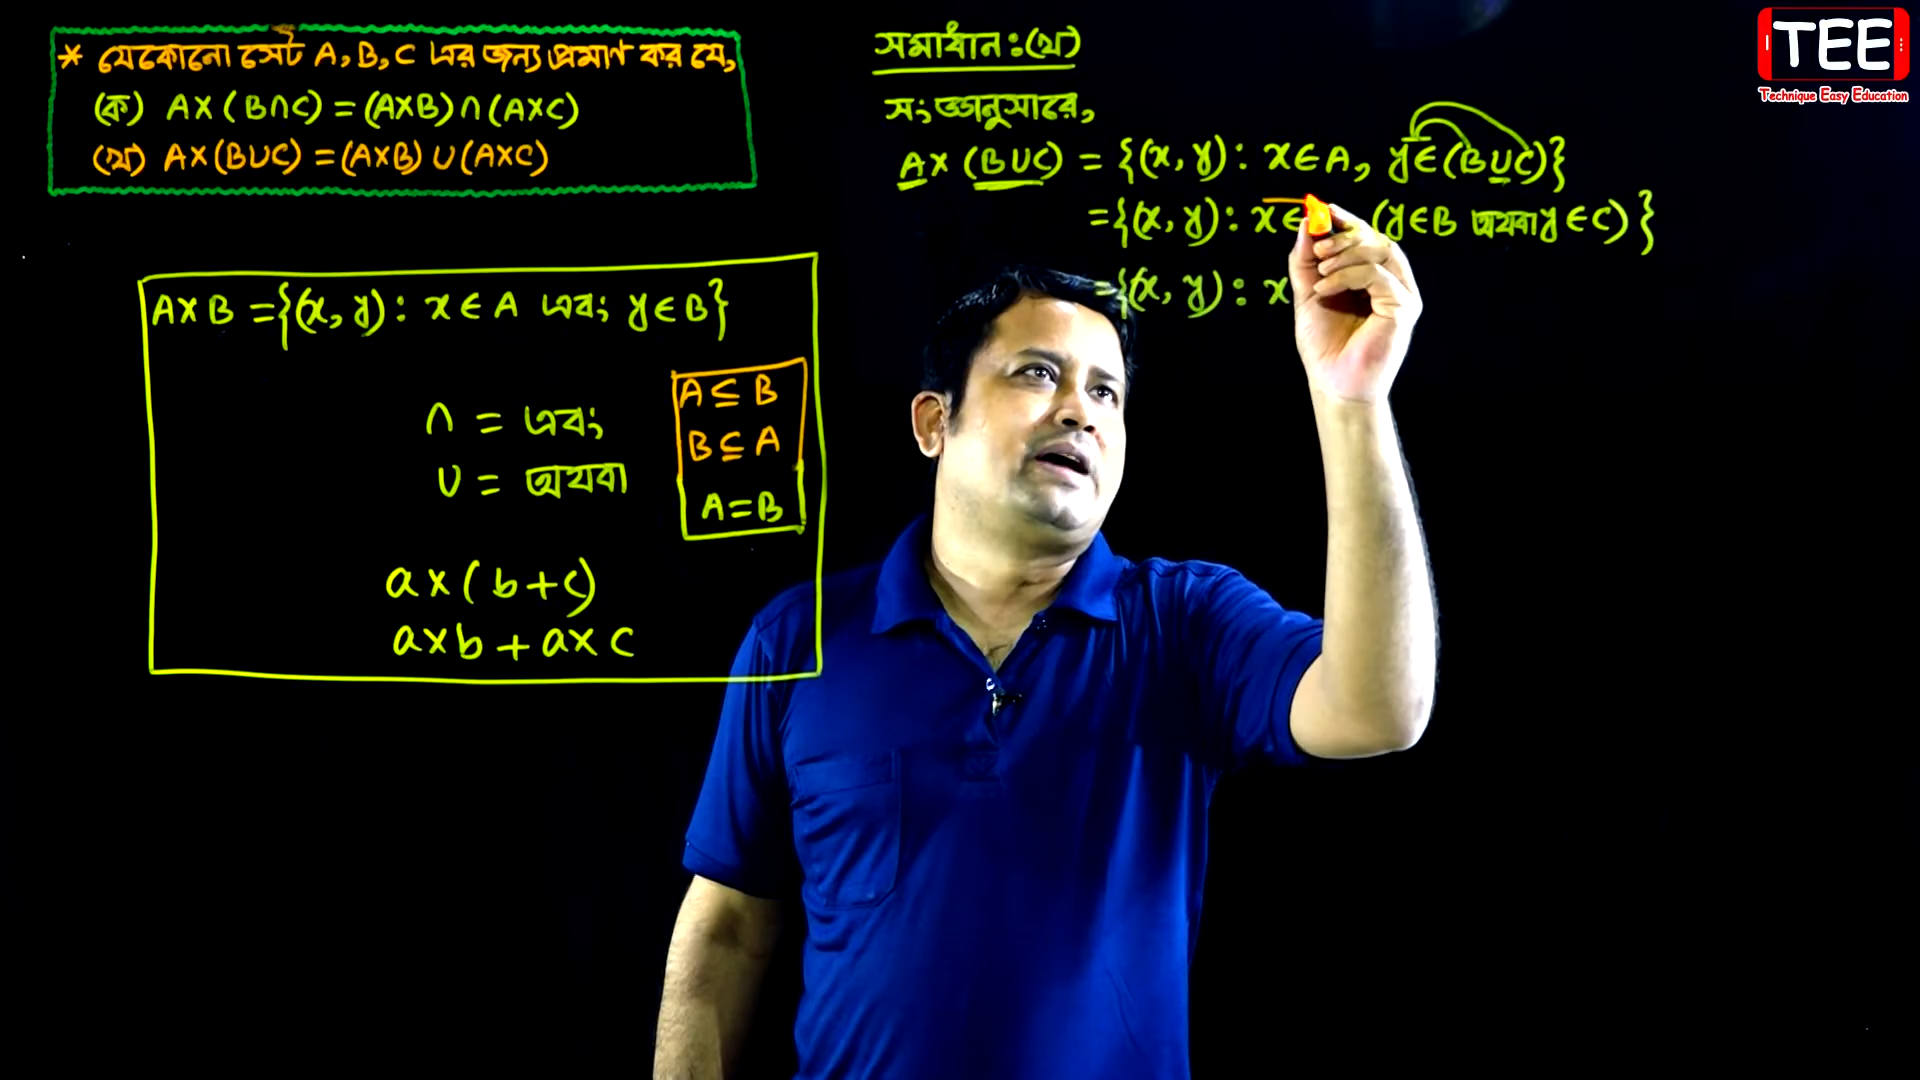 * যেকোনো সেট A, B, C এর জন্য প্রমাণ কর যে,
(ক) A×(B∩C) = (A×B)∩(A×C)
(খ) A×(B∪C) = (A×B)∪(A×C)
A×B = {(x, y) : x∈A এবং y∈B}
∩ = এবং
∪ = অথবা
A ⊆ B
B ⊆ A
A = B
a×(b+c)
a×b + a×c
সমাধান : (খ)
সংজ্ঞানুসারে,
A×(B∪C) = {(x, y) : x∈A, y∈(B∪C)}
= {(x, y) : x∈ (y∈B অথবা y∈C)}
= {(x, y) : x
TEE
Technique Easy Education